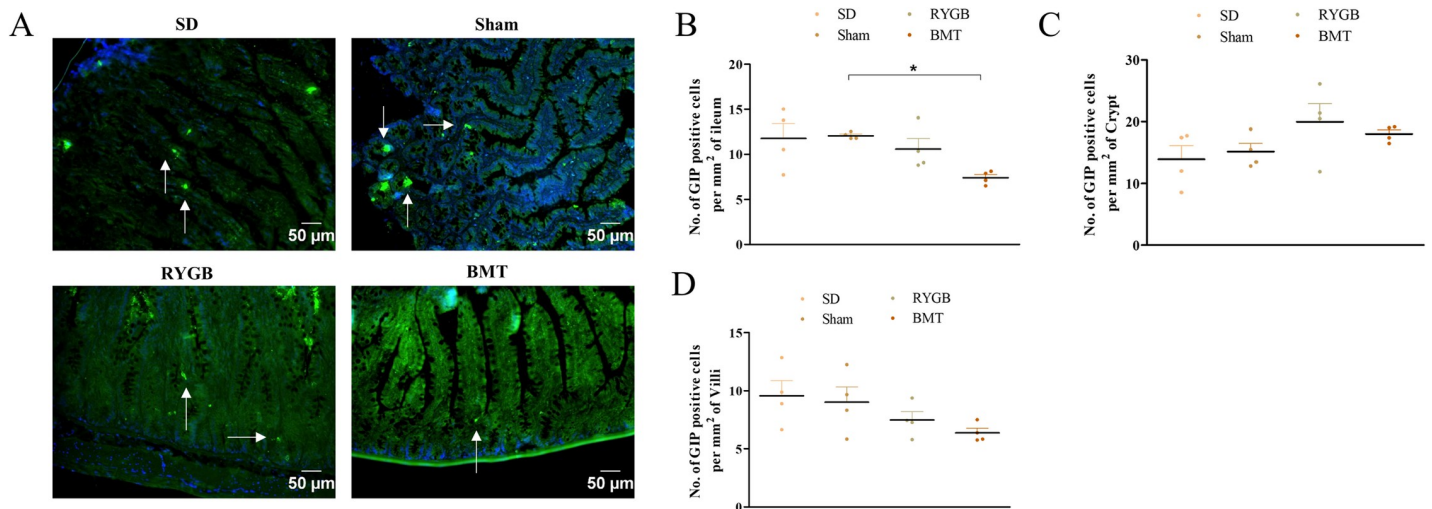 A
SD
Sham
50 µm
50 µm
RYGB
BMT
50 µm
50 µm
B
SD
RYGB
Sham
BMT
No. of GIP positive cells
per mm² of ileum
20
15
10
5
0
*
C
SD
RYGB
Sham
BMT
No. of GIP positive cells
per mm² of Crypt
30
20
10
0
D
SD
RYGB
Sham
BMT
No. of GIP positive cells
per mm² of Villi
15
10
5
0